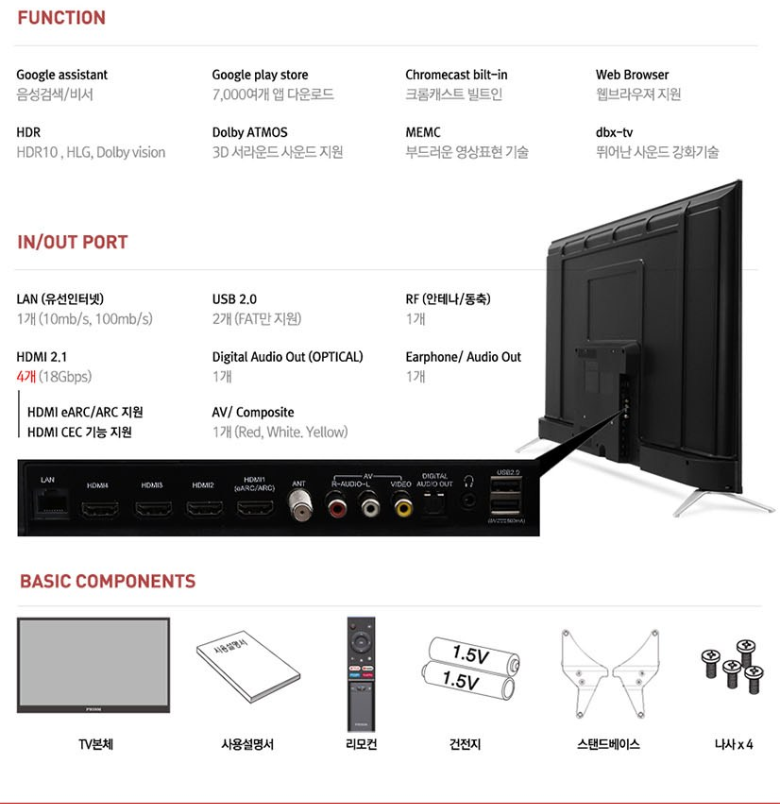 FUNCTION
Google assistant
음성검색/비서
Google play store
7,000여개 앱 다운로드
Chromecast bilt-in
크롬캐스트 빌트인
Web Browser
웹브라우져 지원
HDR
HDR10 , HLG, Dolby vision
Dolby ATMOS
3D 서라운드 사운드 지원
MEMC
부드러운 영상표현 기술
dbx-tv
뛰어난 사운드 강화기술
IN/OUT PORT
LAN (유선인터넷)
1개 (10mb/s, 100mb/s)
USB 2.0
2개 (FAT만 지원)
RF (안테나/동축)
1개
HDMI 2.1
4개 (18Gbps)
HDMI eARC/ARC 지원
HDMI CEC 기능 지원
Digital Audio Out (OPTICAL)
1개
Earphone/ Audio Out
1개
AV/ Composite
1개 (Red, White. Yellow)
LAN
HDMI4
HDMI3
HDMI2
HDMI1
(eARC/ARC)
ANT
AV
R-AUDIO-L
VIDEO
DIGITAL
AUDIO OUT
USB2.0
BASIC COMPONENTS
사용설명서
1.5V
1.5V
TV본체
사용설명서
리모컨
건전지
스탠드베이스
나사 x 4